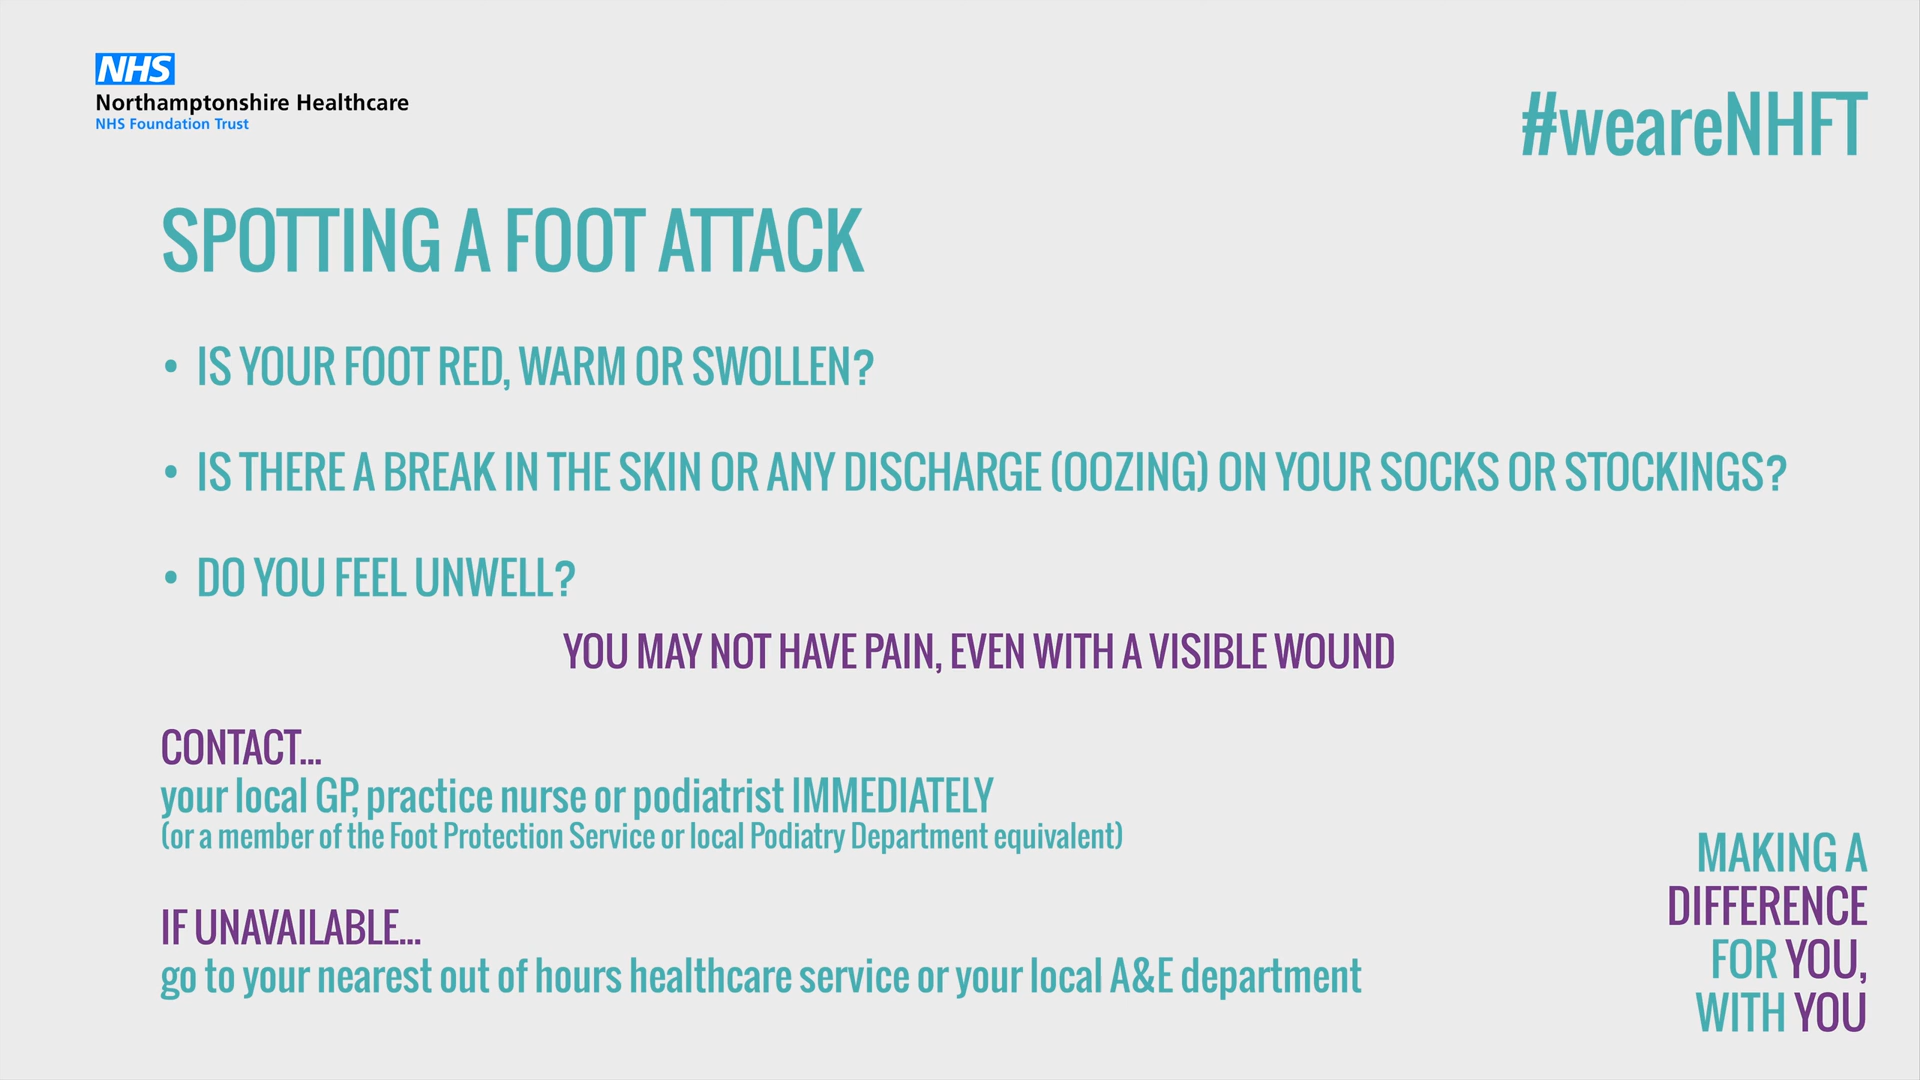 NHS
Northamptonshire Healthcare
NHS Foundation Trust
#weareNHFT
SPOTTING A FOOT ATTACK
• IS YOUR FOOT RED, WARM OR SWOLLEN?
• IS THERE A BREAK IN THE SKIN OR ANY DISCHARGE (OOZING) ON YOUR SOCKS OR STOCKINGS?
• DO YOU FEEL UNWELL?
YOU MAY NOT HAVE PAIN, EVEN WITH A VISIBLE WOUND
CONTACT...
your local GP, practice nurse or podiatrist IMMEDIATELY
(or a member of the Foot Protection Service or local Podiatry Department equivalent)
IF UNAVAILABLE...
go to your nearest out of hours healthcare service or your local A&E department
MAKING A
DIFFERENCE
FOR YOU,
WITH YOU